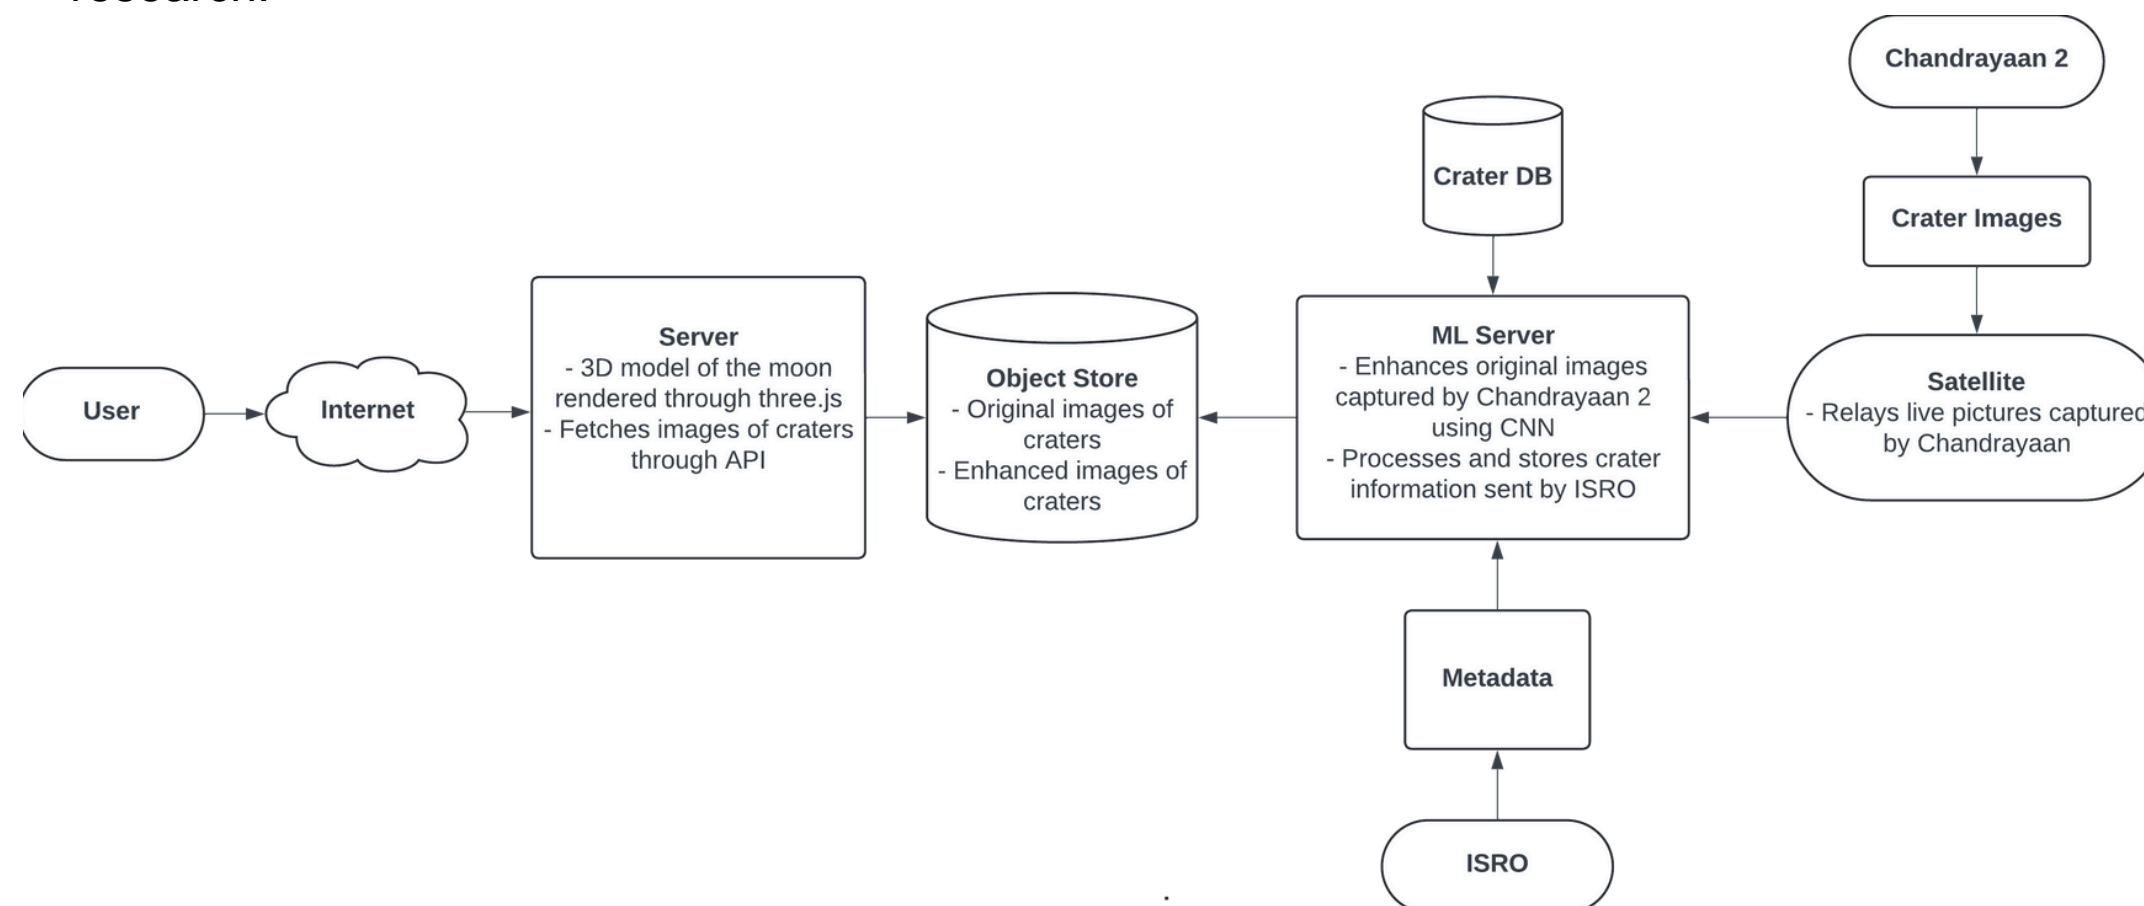 Chandrayaan 2
Crater DB
Crater Images
Server
- 3D model of the moon
rendered through three.js
- Fetches images of craters
through API
Object Store
- Original images of
craters
- Enhanced images of
craters
ML Server
- Enhances original images
captured by Chandrayaan 2
using CNN
- Processes and stores crater
information sent by ISRO
Satellite
- Relays live pictures captured
by Chandrayaan
User
Internet
Metadata
ISRO
.